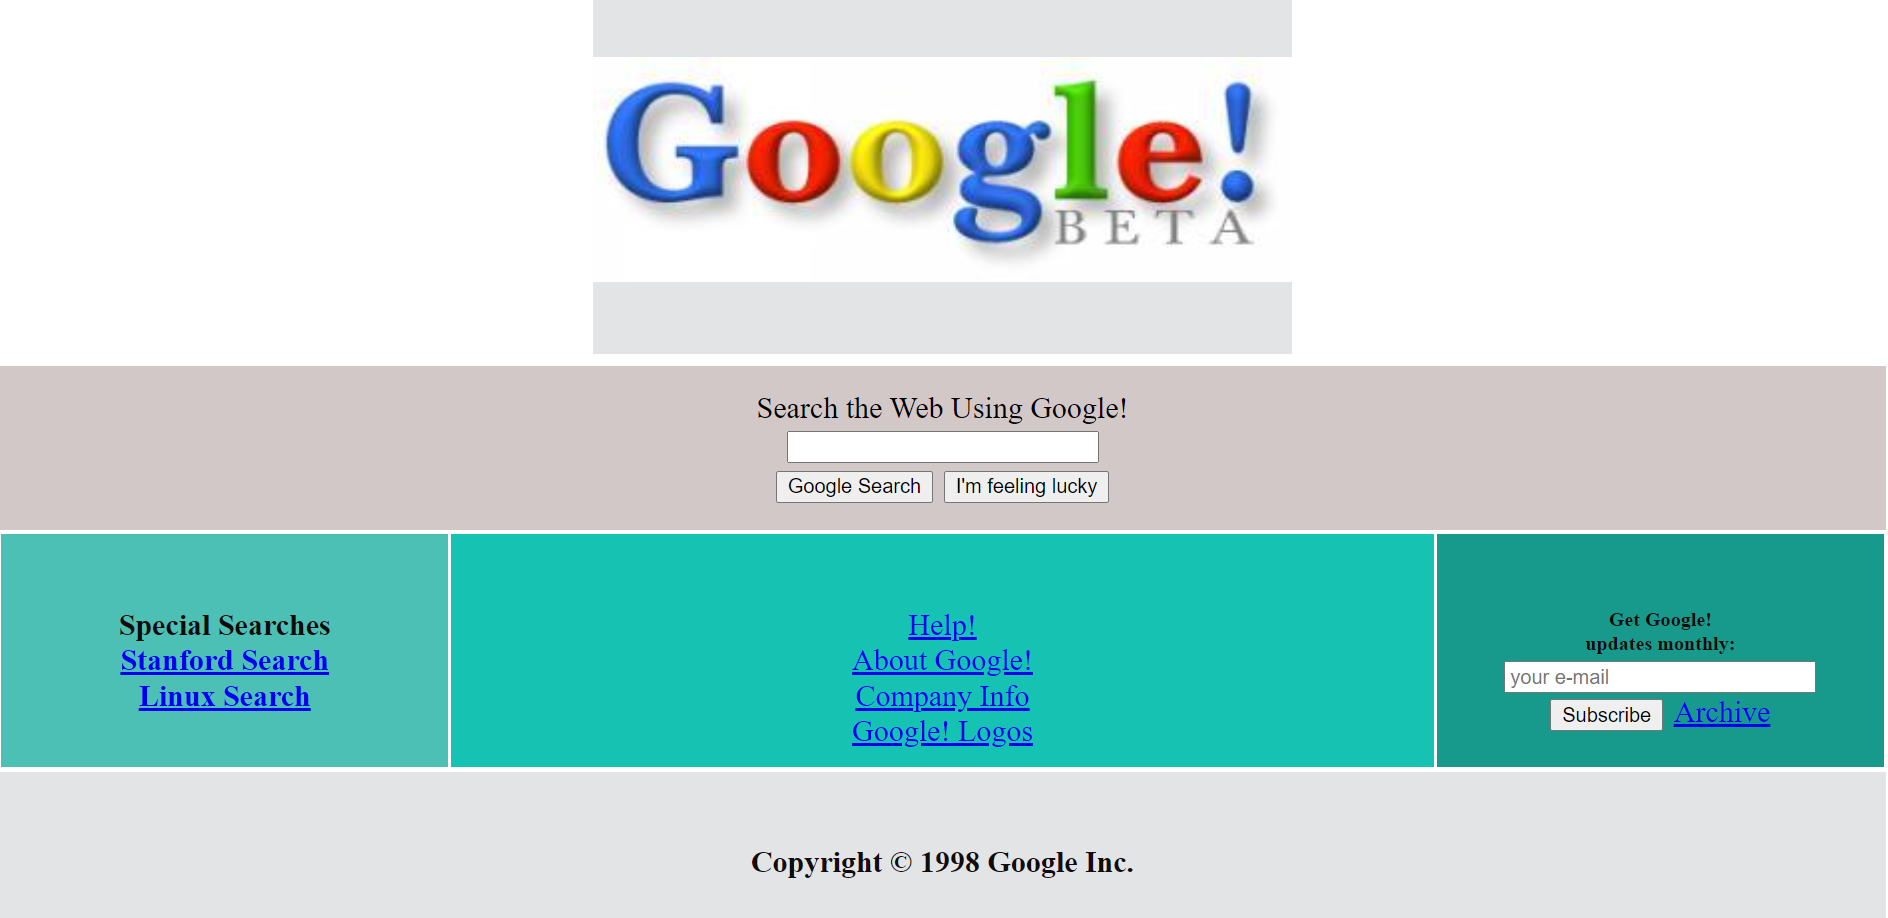 Google!
BETA
Search the Web Using Google!
Google Search I'm feeling lucky
Special Searches
Stanford Search
Linux Search
Help!
About Google!
Company Info
Google! Logos
Get Google!
updates monthly:
your e-mail
Subscribe Archive
Copyright © 1998 Google Inc.